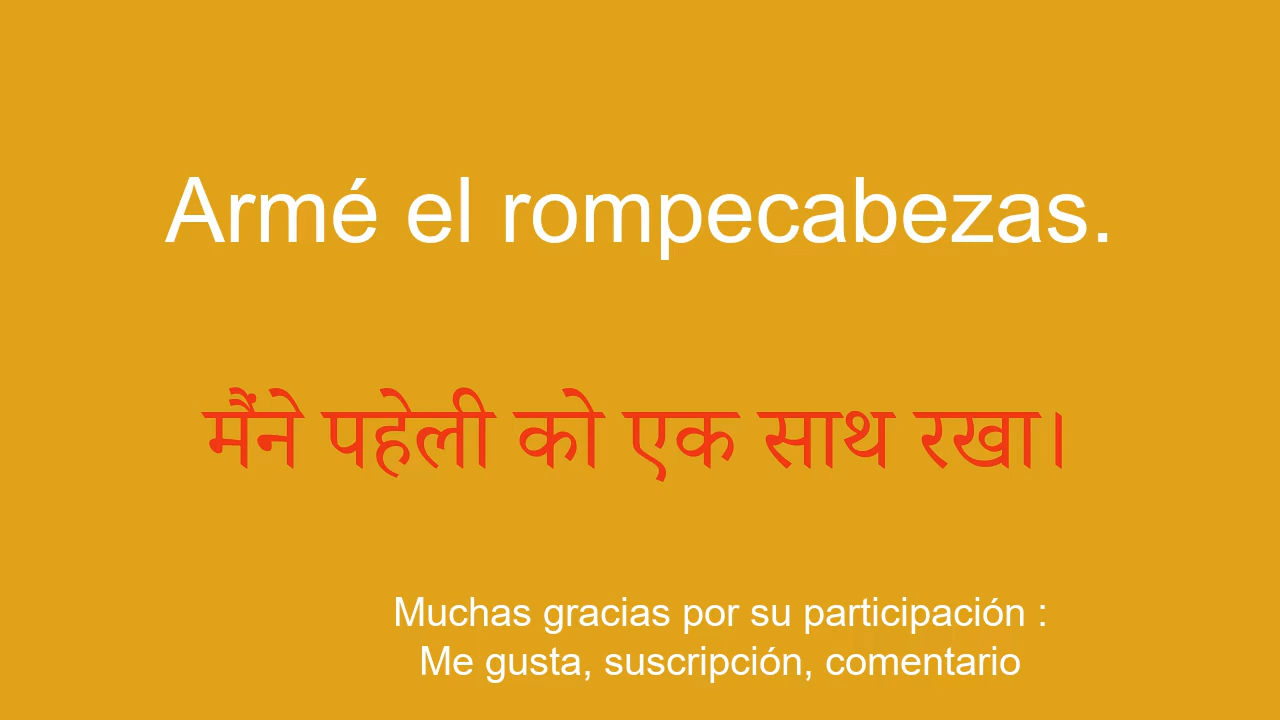 Armé el rompecabezas.
मैंने पहेली को एक साथ रखा।
Muchas gracias por su participación :
Me gusta, suscripción, comentario